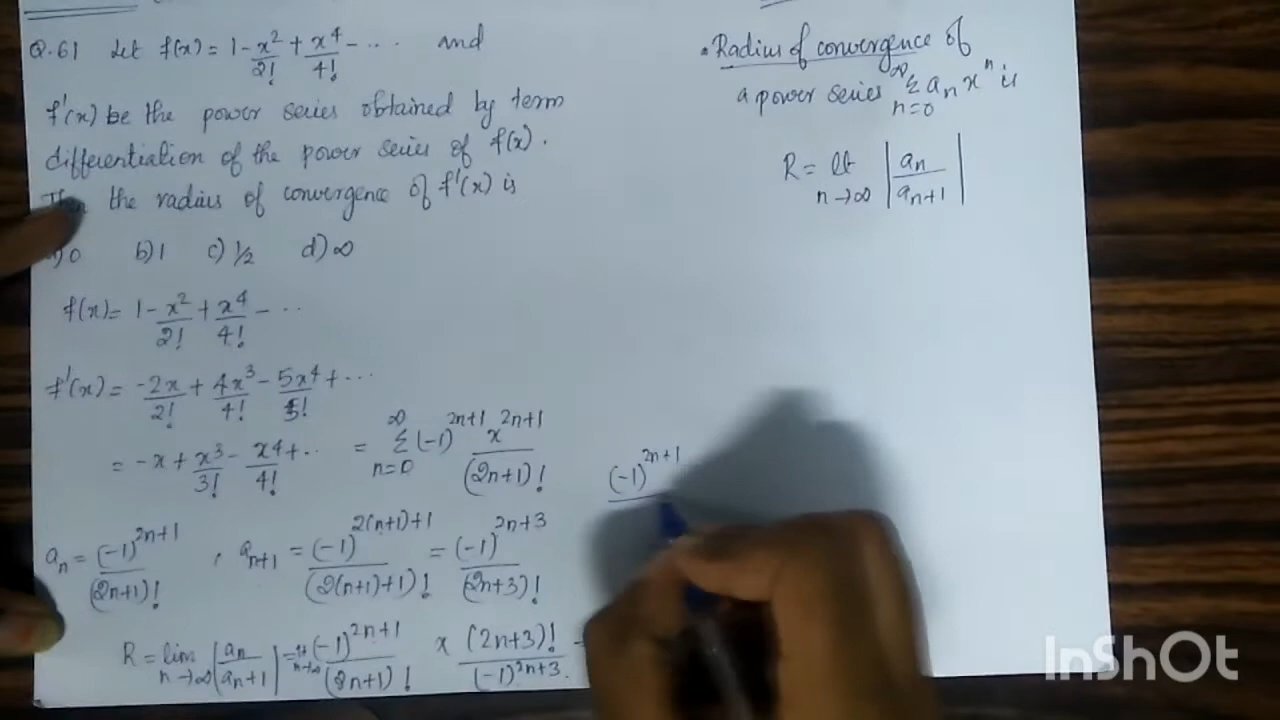 Q.61 Let f(x) = 1 - x²/2! + x⁴/4! - .... and
f'(x) be the power series obtained by term
differentiation of the power series of f(x).
the radius of convergence of f'(x) is
)0 b)1 c) 1/2 d) ∞
f(x) = 1 - x²/2! + x⁴/4! - ...
f'(x) = -2x/2! + 4x³/4! - 5x⁴/5! + ...
= -x + x³/3! - x⁴/4! + .. = ∑_{n=0}^{∞} (-1)^{2n+1} x^{2n+1}/(2n+1)!
a_n = (-1)^{2n+1}/(2n+1)! , a_{n+1} = (-1)^{2(n+1)+1}/(2(n+1)+1)! = (-1)^{2n+3}/(2n+3)!
R = lim_{n→∞} |a_n/a_{n+1}| = lt_{n→∞} (-1)^{2n+1}/(2n+1)! x (2n+3)!/(-1)^{2n+3}.
(-1)^{2n+1}
• Radius of convergence of
a power series ∑_{n=0}^{∞} a_n x^n is
R = lt_{n→∞} |a_n/a_{n+1}|
InShOt